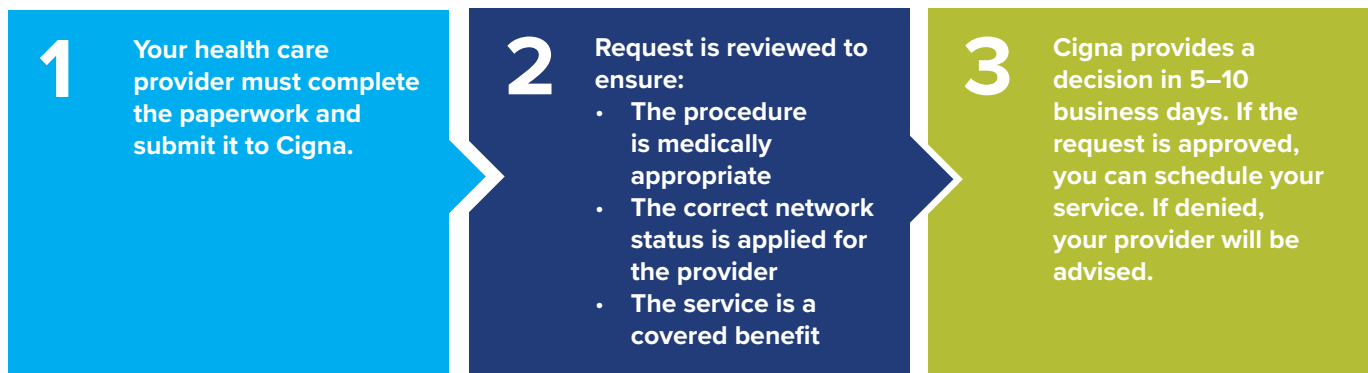 1
Your health care
provider must complete
the paperwork and
submit it to Cigna.
2
Request is reviewed to
ensure:
• The procedure
is medically
appropriate
• The correct network
status is applied for
the provider
• The service is a
covered benefit
3
Cigna provides a
decision in 5–10
business days. If the
request is approved,
you can schedule your
service. If denied,
your provider will be
advised.